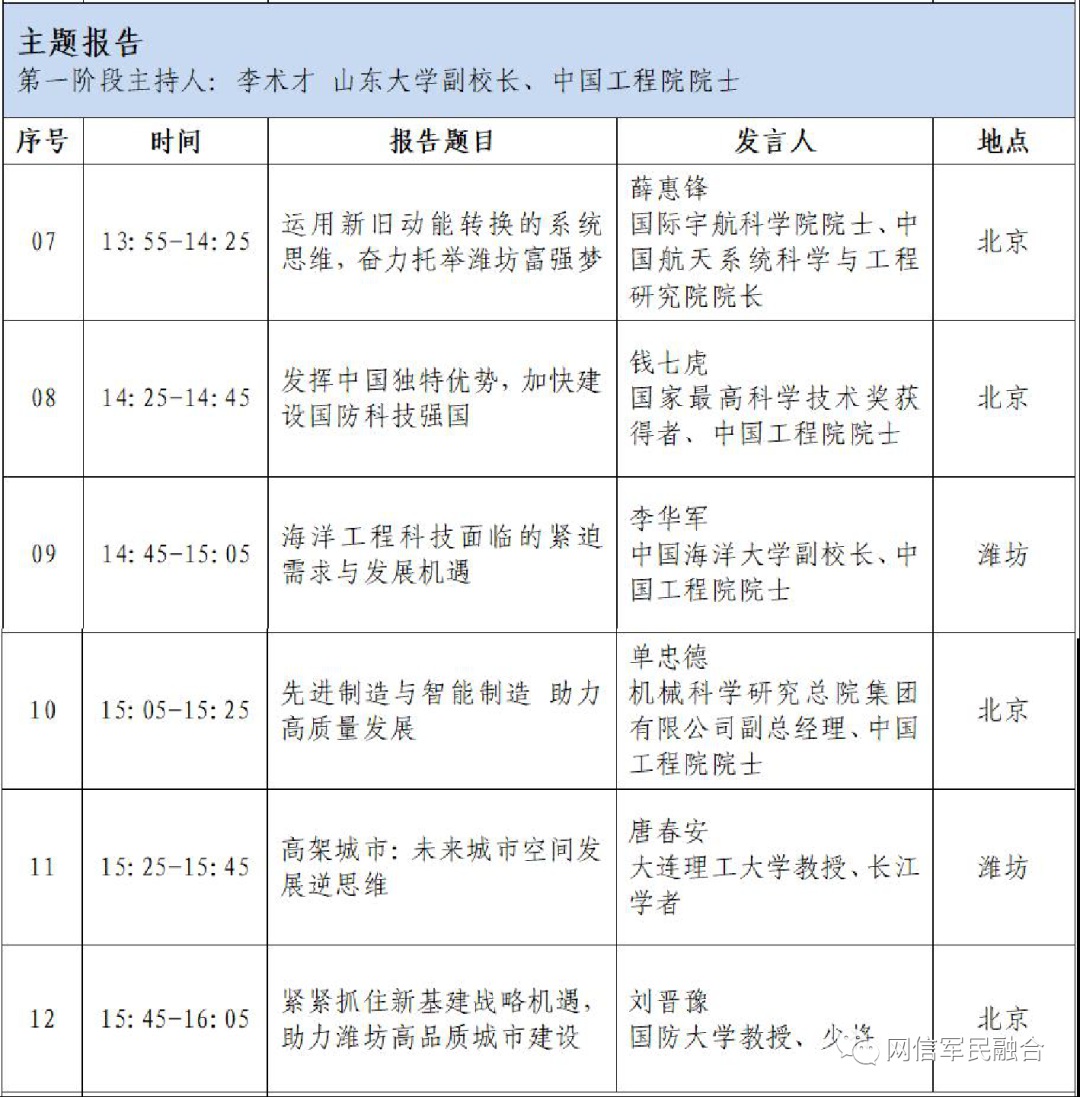 主题报告
第一阶段主持人：李术才 山东大学副校长、中国工程院院士
序号 时间 报告题目 发言人 地点
07 13:55-14:25 运用新旧动能转换的系统
思维，奋力托举潍坊富强梦
薛惠锋
国际宇航科学院院士、中
国航天系统科学与工程
研究院院长
北京
08 14:25-14:45 发挥中国独特优势，加快建
设国防科技强国
钱七虎
国家最高科学技术奖获
得者、中国工程院院士
北京
09 14:45-15:05 海洋工程科技面临的紧迫
需求与发展机遇
李华军
中国海洋大学副校长、中
国工程院院士
潍坊
10 15:05-15:25 先进制造与智能制造 助力
高质量发展
单忠德
机械科学研究总院集团
有限公司副总经理、中国
工程院院士
北京
11 15:25-15:45 高架城市：未来城市空间发
展逆思维
唐春安
大连理工大学教授、长江
学者
潍坊
12 15:45-16:05 紧紧抓住新基建战略机遇，
助力潍坊高品质城市建设
刘晋豫
国防大学教授、少将
北京
网信军民融合